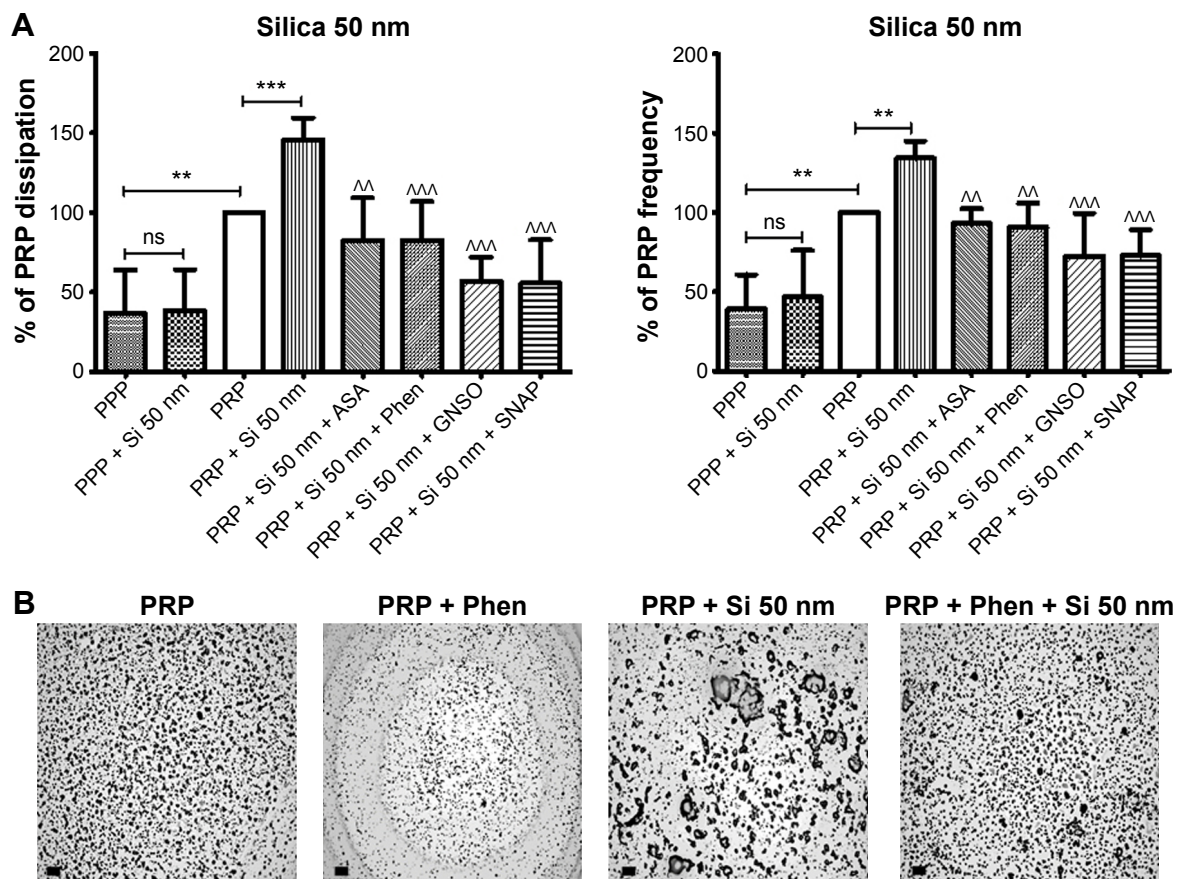 A
Silica 50 nm
% of PRP dissipation
200
150
100
50
0
**
ns
***
^^
^^^
^^^
^^^
PPP
PPP + Si 50 nm
PRP
PRP + Si 50 nm
PRP + Si 50 nm + ASA
PRP + Si 50 nm + Phen
PRP + Si 50 nm + GNSO
PRP + Si 50 nm + SNAP
Silica 50 nm
% of PRP frequency
200
150
100
50
0
**
ns
**
^^
^^
^^^
^^^
PPP
PPP + Si 50 nm
PRP
PRP + Si 50 nm
PRP + Si 50 nm + ASA
PRP + Si 50 nm + Phen
PRP + Si 50 nm + GNSO
PRP + Si 50 nm + SNAP
B
PRP
PRP + Phen
PRP + Si 50 nm
PRP + Phen + Si 50 nm